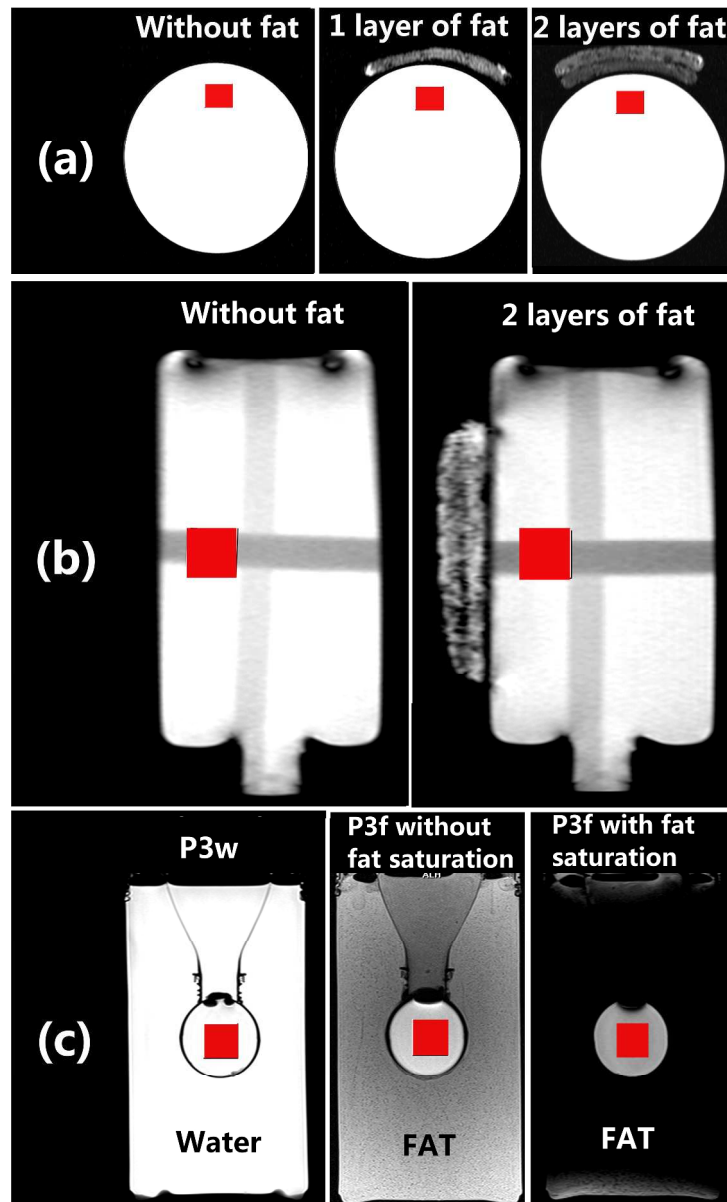 Without fat
1 layer of fat
2 layers of fat
(a)
Without fat
2 layers of fat
(b)
P3w
P3f without
fat saturation
P3f with fat
saturation
(c)
Water
FAT
FAT